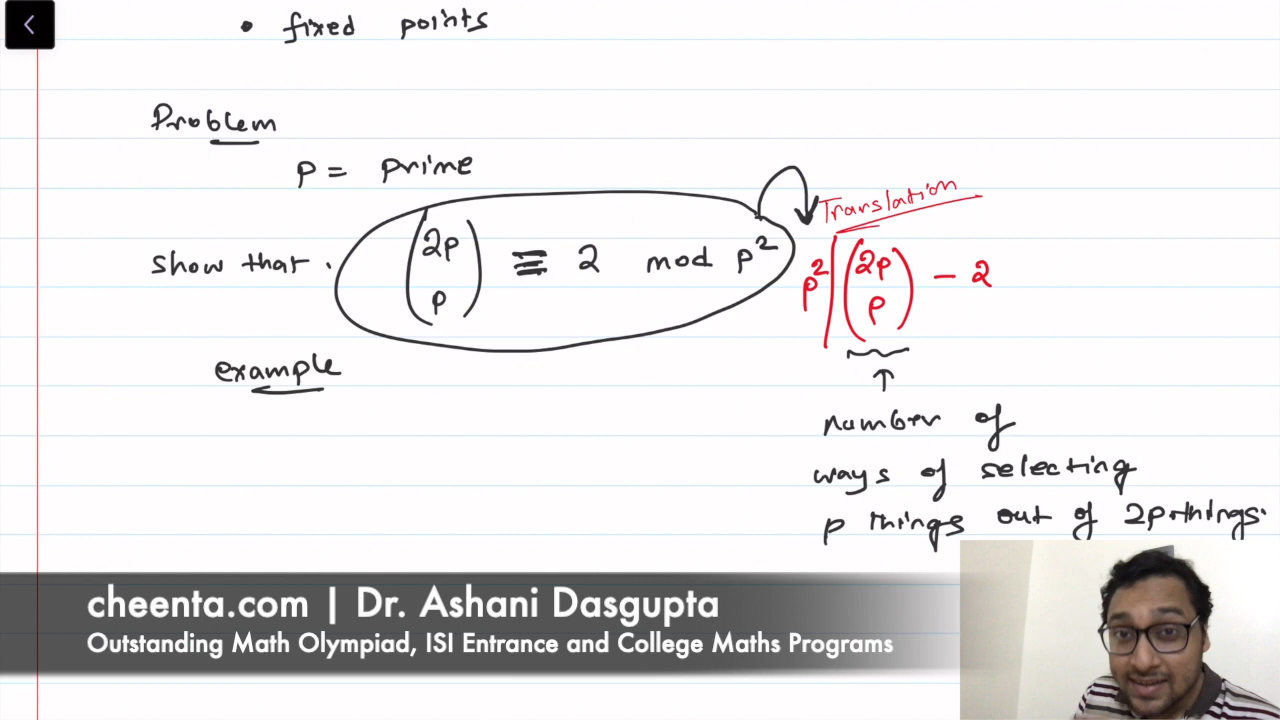 • fixed points
Problem
p = prime
Translation
show that (2p p) ≡ 2 mod p²
p² | (2p p) − 2
example
number of
ways of selecting
p things out of 2p things.
cheenta.com | Dr. Ashani Dasgupta
Outstanding Math Olympiad, ISI Entrance and College Maths Programs